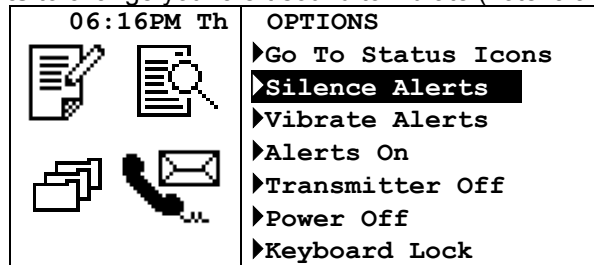 06:16PM Th
OPTIONS
Go To Status Icons
Silence Alerts
Vibrate Alerts
Alerts On
Transmitter Off
Power Off
Keyboard Lock